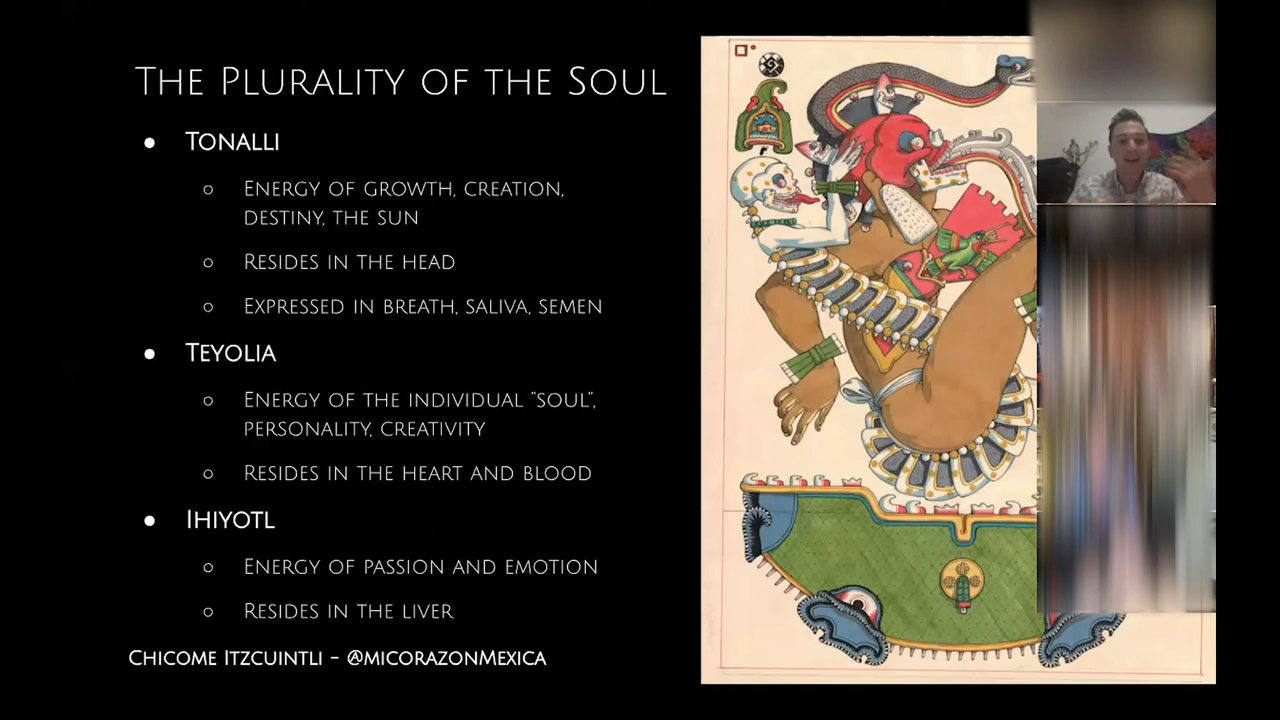 The Plurality of the Soul
● Tonalli
○ Energy of growth, creation,
destiny, the sun
○ Resides in the head
○ Expressed in breath, saliva, semen
● Teyolia
○ Energy of the individual “soul”,
personality, creativity
○ Resides in the heart and blood
● Ihiyotl
○ Energy of passion and emotion
○ Resides in the liver
Chicome Itzcuintli - @micorazonMexica